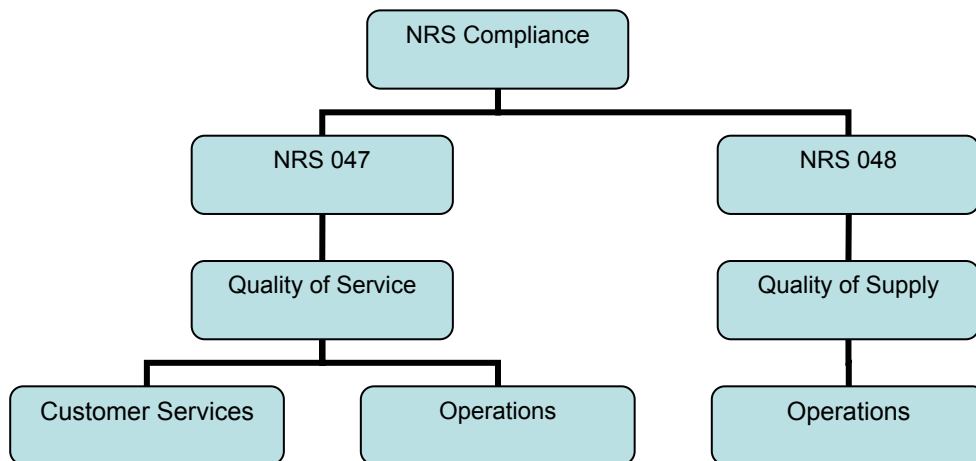 NRS Compliance
NRS 047
NRS 048
Quality of Service
Quality of Supply
Customer Services
Operations
Operations